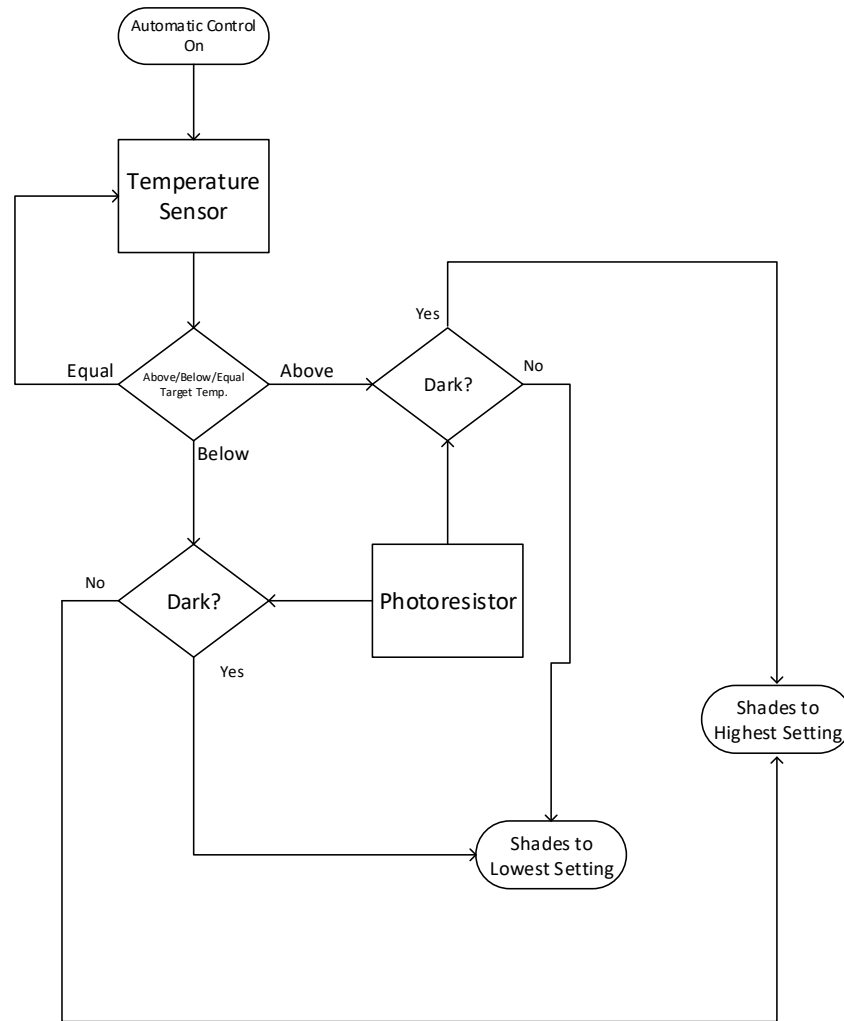 Automatic Control
On
Temperature
Sensor
Yes
No
Equal
Above/Below/Equal
Target Temp.
Above
Dark?
Below
No
Dark?
Photoresistor
Yes
Shades to
Highest Setting
Shades to
Lowest Setting